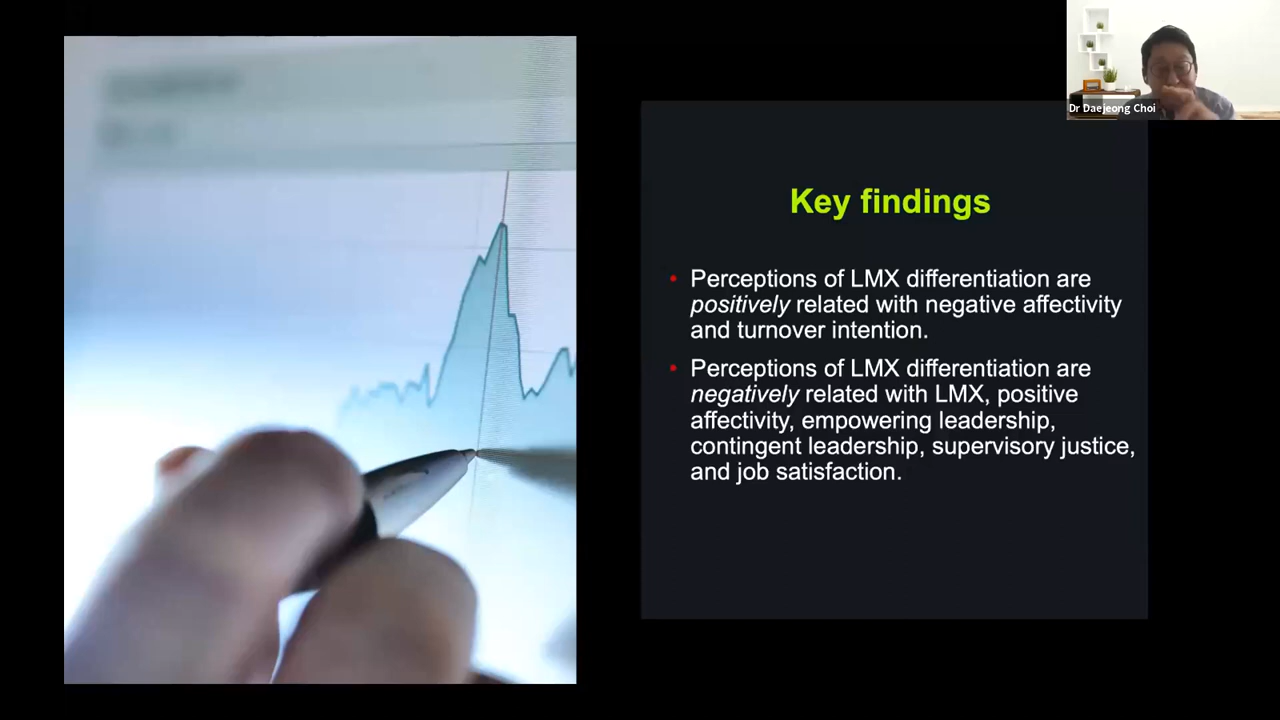 Dr Daejeong Choi
Key findings
• Perceptions of LMX differentiation are
positively related with negative affectivity
and turnover intention.
• Perceptions of LMX differentiation are
negatively related with LMX, positive
affectivity, empowering leadership,
contingent leadership, supervisory justice,
and job satisfaction.